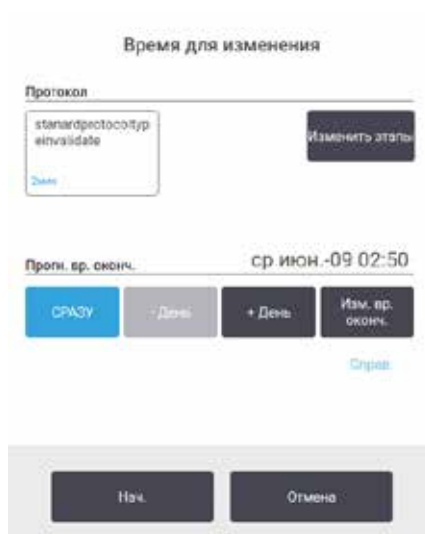 Время для изменения
Протокол
stanardprotocoltyp
einvalidate
Изменить этапы
2мин
Прогн. вр. оконч.
ср июн.-09 02:50
СРАЗУ
- День
+ День
Изм. вр.
оконч.
Справ.
Нач.
Отмена